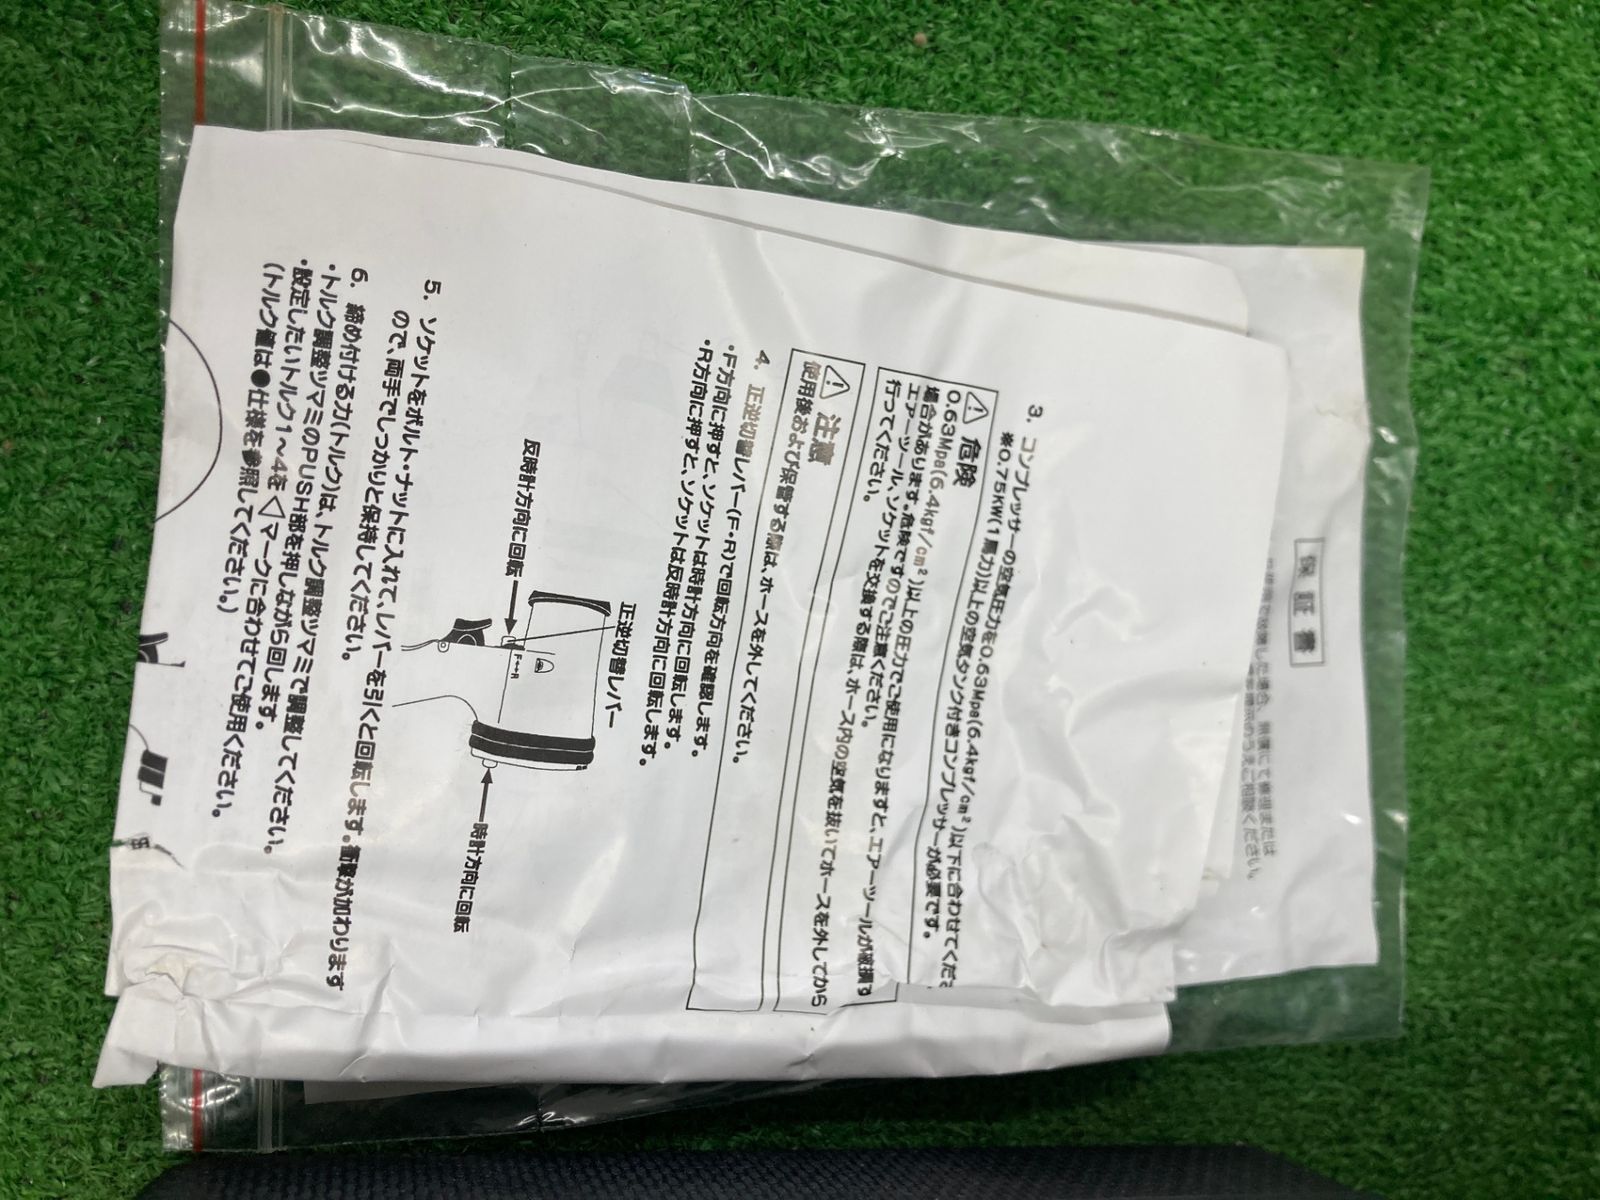 3. コンプレッサーの空気圧力を0.63Mpa(6.4kgf/cm²)以下に合わせてくださ
※0.75kW(1馬力)以上の空気タンク付きコンプレッサーが必要です。
危険
0.63Mpa(6.4kgf/cm²)以上の圧力でご使用になりますと、エアーツールが破損す
場合があります。危険ですのでご注意ください。
エアーツール、ソケットを交換する際は、ホース内の空気を抜いてホースを外してから
行ってください。
注意
使用後および保管する際は、ホースを外してください。
4. 正逆切替レバー(F・R)で回転方向を確認します。
・F方向に押すと、ソケットは時計方向に回転します。
・R方向に押すと、ソケットは反時計方向に回転します。
正逆切替レバー
反時計方向に回転
F↔R
時計方向に回転
5. ソケットをボルト・ナットに入れて、レバーを引くと回転します。衝撃が加わります
ので、両手でしっかりと保持してください。
6. 締め付ける力(トルク)は、トルク調整ツマミで調整してください。
・トルク調整ツマミのPUSH部を押しながら回します。
・設定したいトルク1～4を◁マークに合わせてご使用ください。
(トルク値は●仕様を参照してください。)
保証書